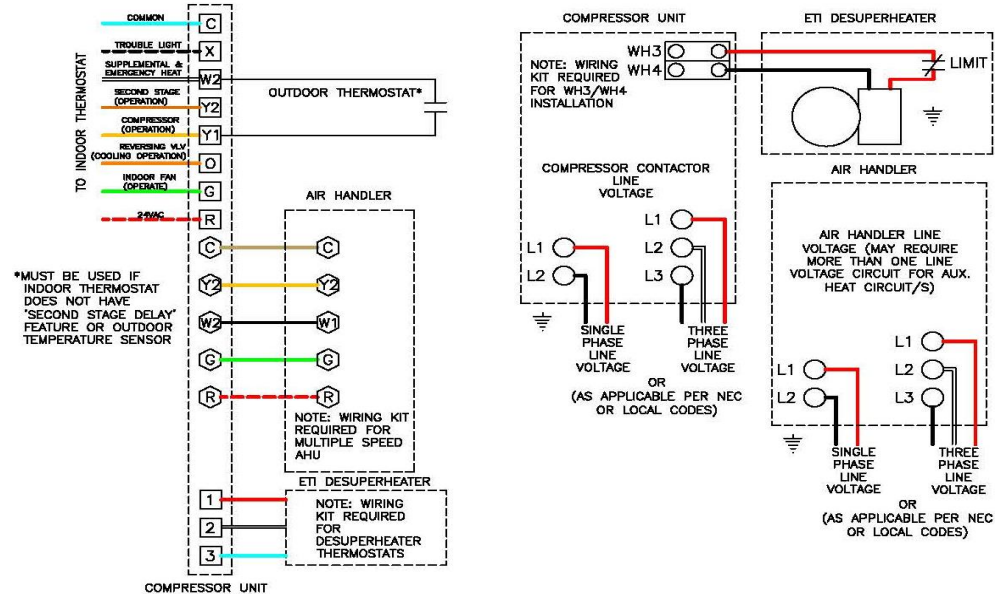 COMMON
C
TROUBLE LIGHT
X
SUPPLEMENTAL &
EMERGENCY HEAT
W2
SECOND STAGE
(OPERATION)
Y2
COMPRESSOR
(OPERATION)
Y1
REVERSING VLV
(COOLING OPERATION)
O
INDOOR FAN
(OPERATE)
G
24VAC
R
TO INDOOR THERMOSTAT
OUTDOOR THERMOSTAT*
*MUST BE USED IF
INDOOR THERMOSTAT
DOES NOT HAVE
"SECOND STAGE DELAY"
FEATURE OR OUTDOOR
TEMPERATURE SENSOR
AIR HANDLER
C
C
Y2
Y2
W2
W1
G
G
R
R
NOTE: WIRING KIT
REQUIRED FOR
MULTIPLE SPEED
AHU
ETI DESUPERHEATER
1
2
3
NOTE: WIRING
KIT REQUIRED
FOR
DESUPERHEATER
THERMOSTATS
COMPRESSOR UNIT
COMPRESSOR UNIT
WH3
WH4
NOTE: WIRING
KIT REQUIRED
FOR WH3/WH4
INSTALLATION
COMPRESSOR CONTACTOR
LINE
VOLTAGE
L1
L2
L1
L2
L3
SINGLE
PHASE
LINE
VOLTAGE
THREE
PHASE
LINE
VOLTAGE
OR
(AS APPLICABLE PER NEC
OR LOCAL CODES)
ETI DESUPERHEATER
LIMIT
AIR HANDLER
AIR HANDLER LINE
VOLTAGE (MAY REQUIRE
MORE THAN ONE LINE
VOLTAGE CIRCUIT FOR AUX.
HEAT CIRCUIT/S)
L1
L2
L1
L2
L3
SINGLE
PHASE
LINE
VOLTAGE
THREE
PHASE
LINE
VOLTAGE
OR
(AS APPLICABLE PER NEC
OR LOCAL CODES)